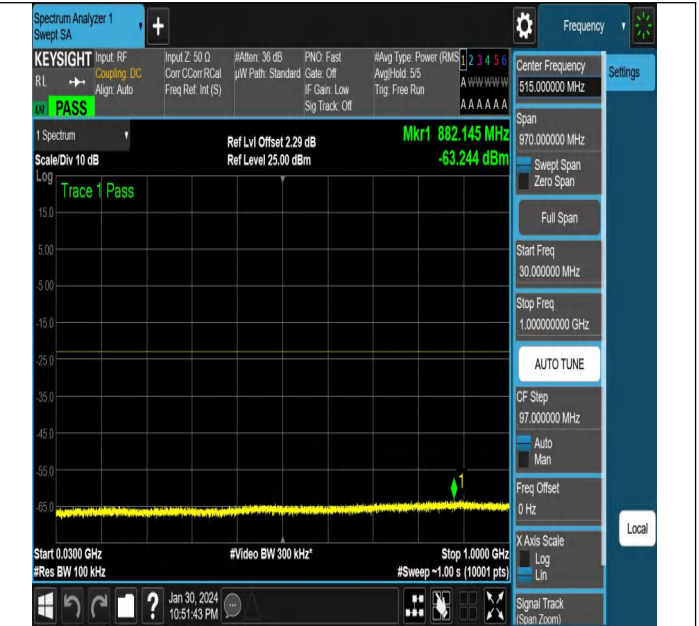 Spectrum Analyzer 1
Swept SA
+
Frequency
KEYSIGHT
RL
PASS
Input: RF
Coupling: DC
Align: Auto
Input Z: 50 Ω
Corr CCorr RCal
Freq Ref: Int (S)
#Atten: 36 dB
µW Path: Standard
PNO: Fast
Gate: Off
IF Gain: Low
Sig Track: Off
#Avg Type: Power (RMS
Avg|Hold: 5/5
Trig: Free Run
1 2 3 4 5 6
A W W W W W
A A A A A A
1 Spectrum
Scale/Div 10 dB
Log
Ref Lvl Offset 2.29 dB
Ref Level 25.00 dBm
Mkr1 882.145 MHz
-63.244 dBm
Trace 1 Pass
15.0
5.00
-5.00
-15.0
-25.0
-35.0
-45.0
-55.0
-65.0
1
Start 0.0300 GHz
#Res BW 100 kHz
#Video BW 300 kHz*
Stop 1.0000 GHz
#Sweep ~1.00 s (10001 pts)
?
Jan 30, 2024
10:51:43 PM
Center Frequency
515.000000 MHz
Settings
Span
970.000000 MHz
Swept Span
Zero Span
Full Span
Start Freq
30.000000 MHz
Stop Freq
1.000000000 GHz
AUTO TUNE
CF Step
97.000000 MHz
Auto
Man
Freq Offset
0 Hz
X Axis Scale
Log
Lin
Local
Signal Track
(Span Zoom)